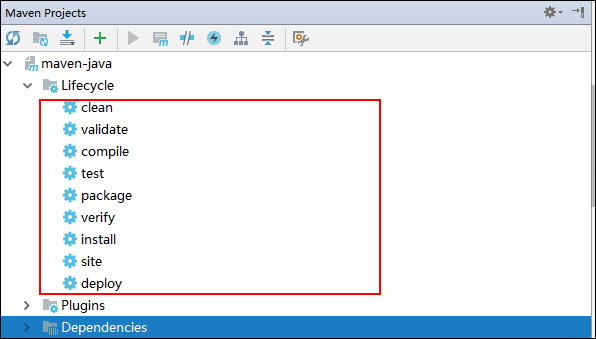 Maven Projects
maven-java
Lifecycle
clean
validate
compile
test
package
verify
install
site
deploy
Plugins
Dependencies